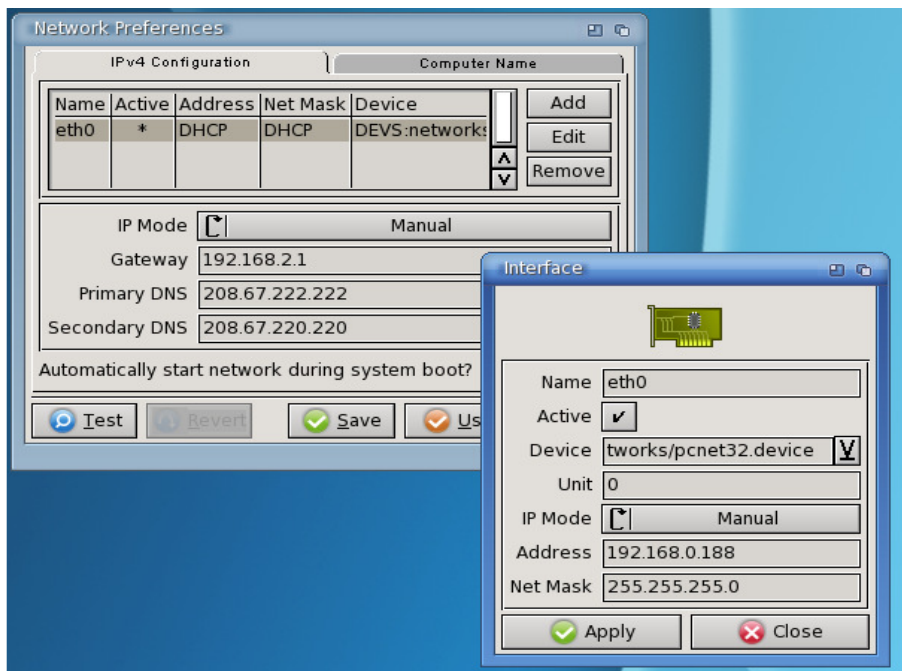 Network Preferences
IPv4 Configuration Computer Name
Name Active Address Net Mask Device
eth0 * DHCP DHCP DEVS:networks
Add
Edit
Remove
IP Mode Manual
Gateway 192.168.2.1
Primary DNS 208.67.222.222
Secondary DNS 208.67.220.220
Automatically start network during system boot?
Test Revert Save Us
Interface
Name eth0
Active
Device tworks/pcnet32.device
Unit 0
IP Mode Manual
Address 192.168.0.188
Net Mask 255.255.255.0
Apply Close